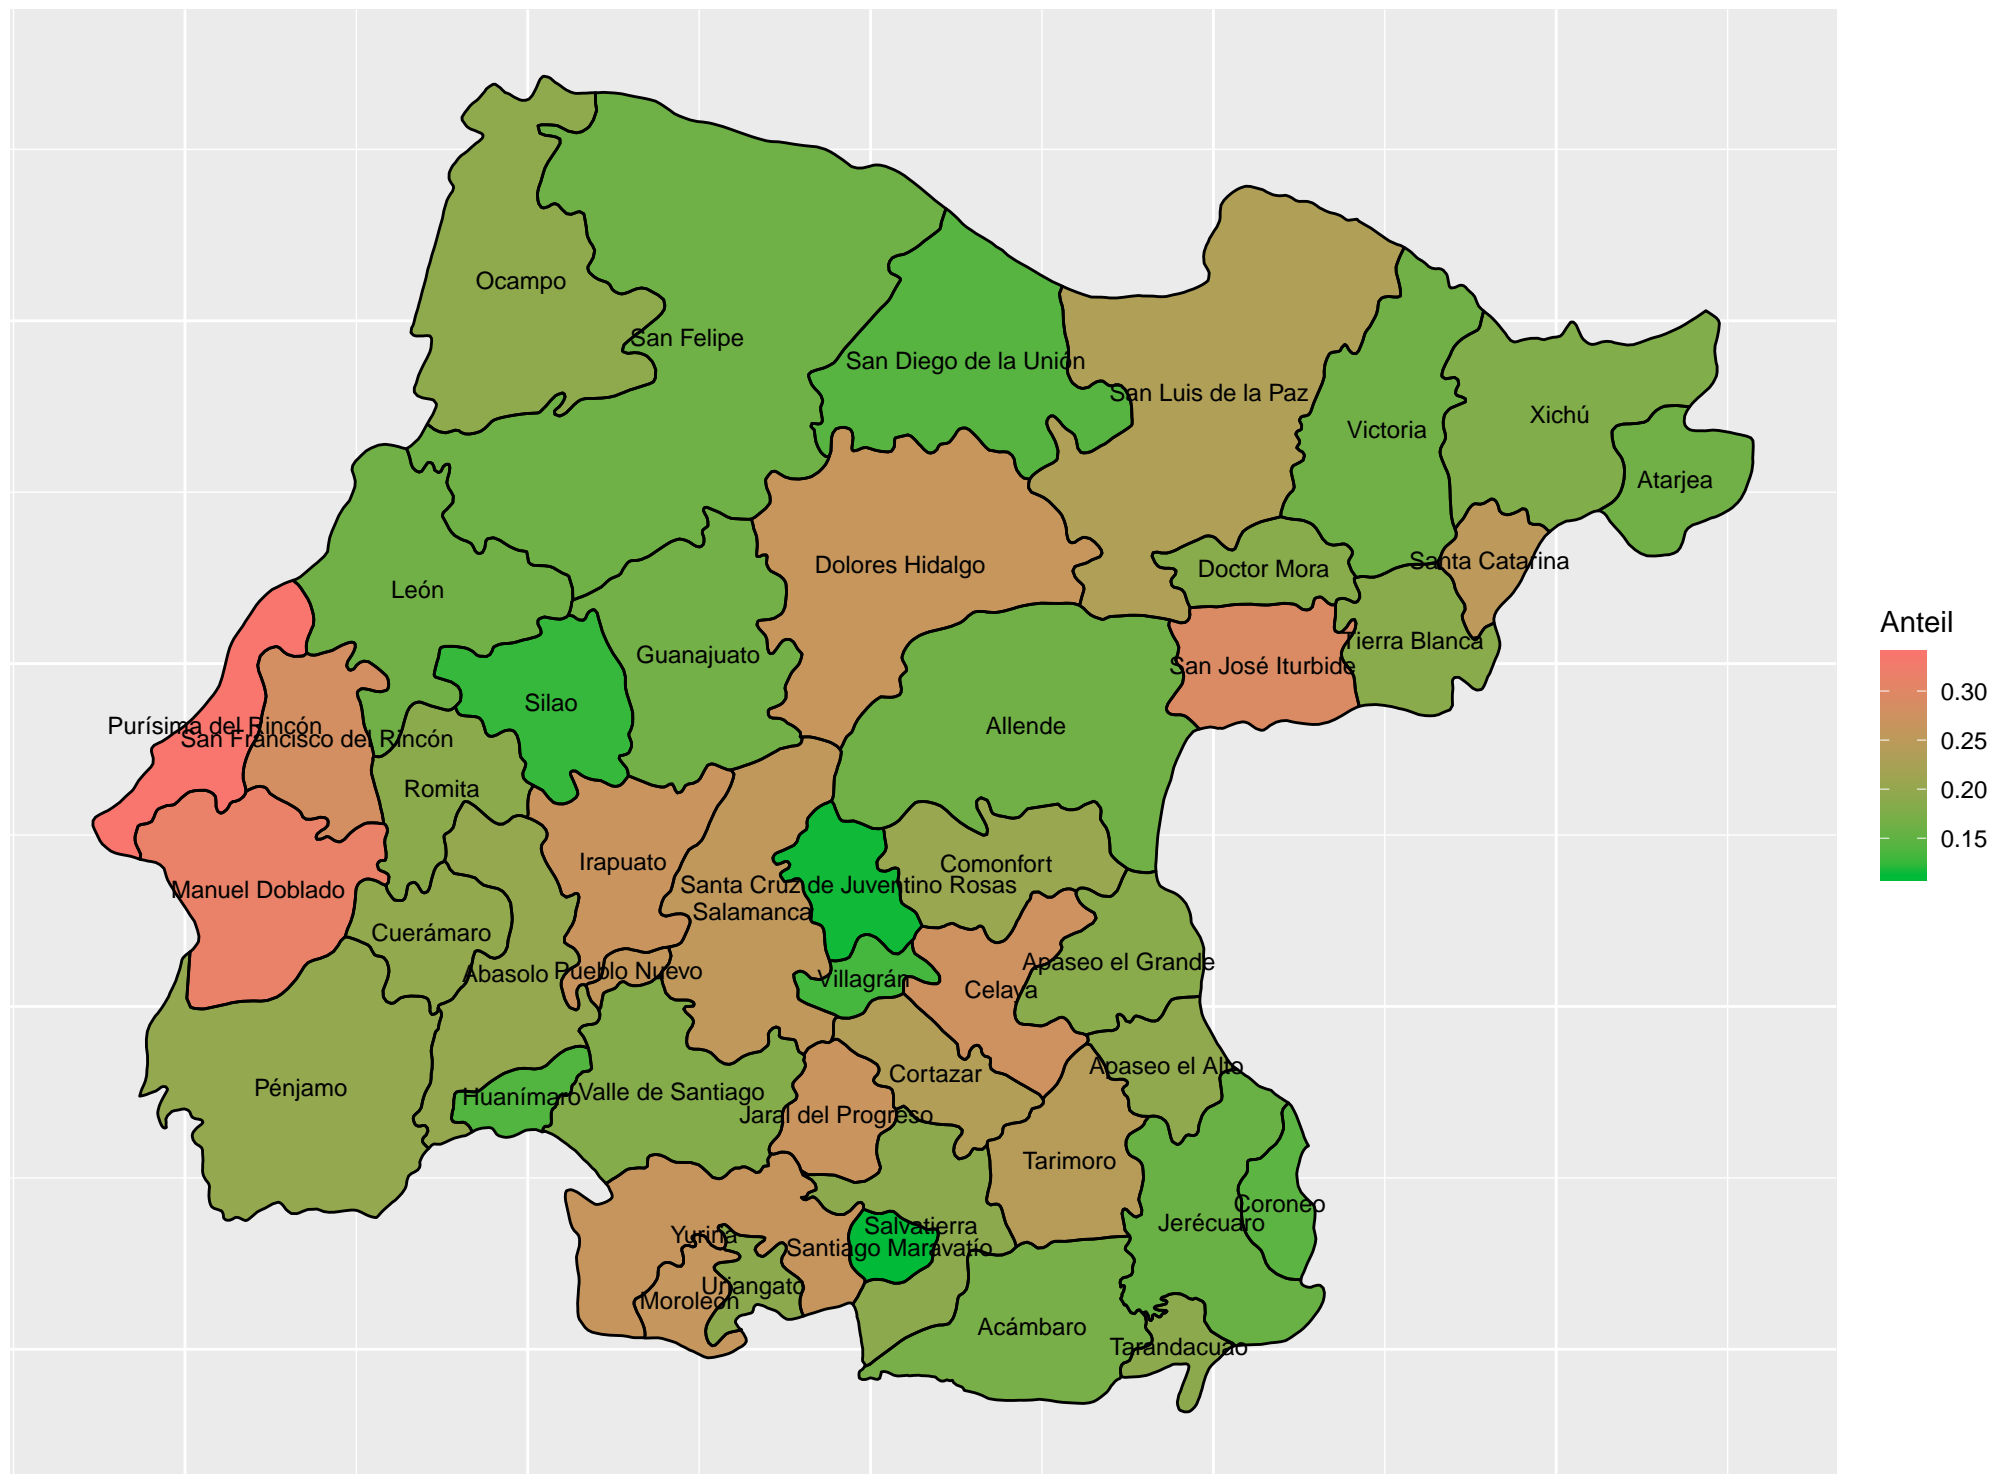 Ocampo
San Felipe
San Diego de la Unión
San Luis de la Paz
Victoria
Xichú
Atarjea
Dolores Hidalgo
Doctor Mora
Santa Catarina
León
Tierra Blanca
Guanajuato
San José Iturbide
Silao
Purísima del Rincón
San Francisco del Rincón
Allende
Romita
Irapuato
Comonfort
Manuel Doblado
Santa Cruz de Juventino Rosas
Salamanca
Cuerámaro
Abasolo
Pueblo Nuevo
Villagrán
Apaseo el Grande
Celaya
Apaseo el Alto
Cortazar
Pénjamo
Huanímaro
Valle de Santiago
Jaral del Progreso
Tarimoro
Coroneo
Jerécuaro
Salvatierra
Yuriria
Santiago Maravatío
Uriangato
Moroleón
Acámbaro
Tarandacuao
Anteil
0.30
0.25
0.20
0.15